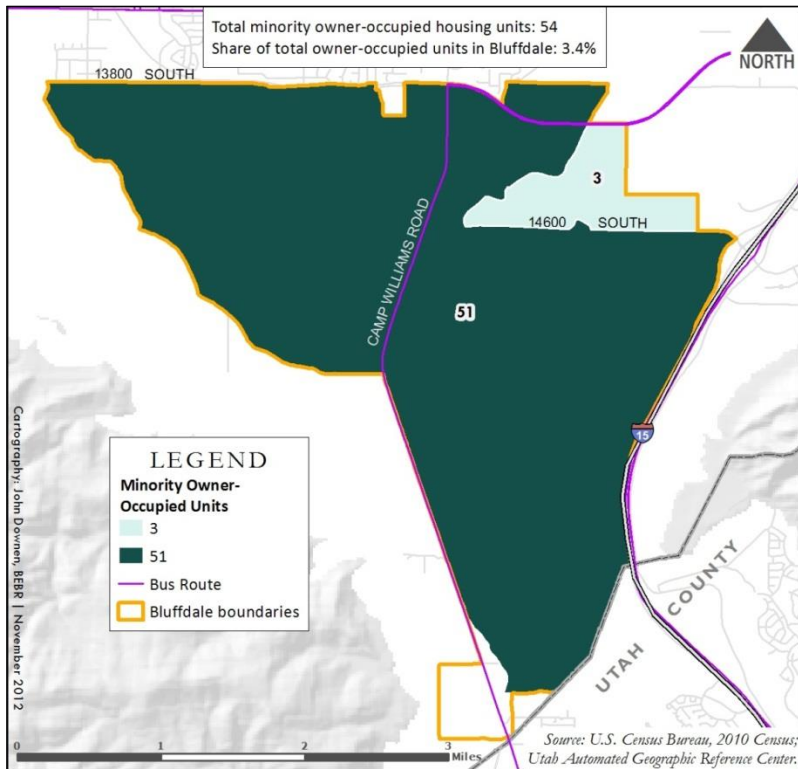 Total minority owner-occupied housing units: 54
Share of total owner-occupied units in Bluffdale: 3.4%
NORTH
13800 SOUTH
3
14600 SOUTH
CAMP WILLIAMS ROAD
51
15
LEGEND
Minority Owner-
Occupied Units
3
51
Bus Route
Bluffdale boundaries
UTAH COUNTY
Cartography: John Downen, BEBR | November 2012
0 1 2 3 Miles
Source: U.S. Census Bureau, 2010 Census;
Utah Automated Geographic Reference Center.